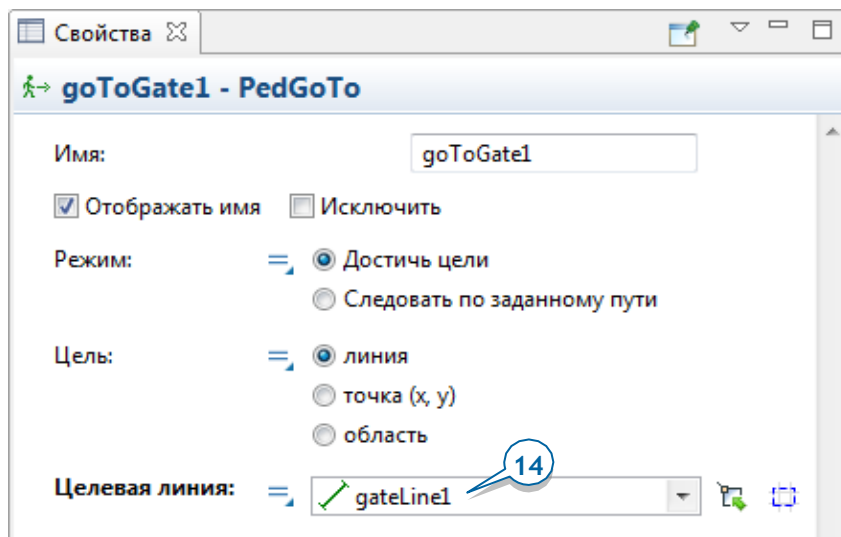 Свойства
goToGate1 - PedGoTo
Имя: goToGate1
Отображать имя Исключить
Режим: Достичь цели
Следовать по заданному пути
Цель: линия
точка (x, y)
область
14
Целевая линия: gateLine1